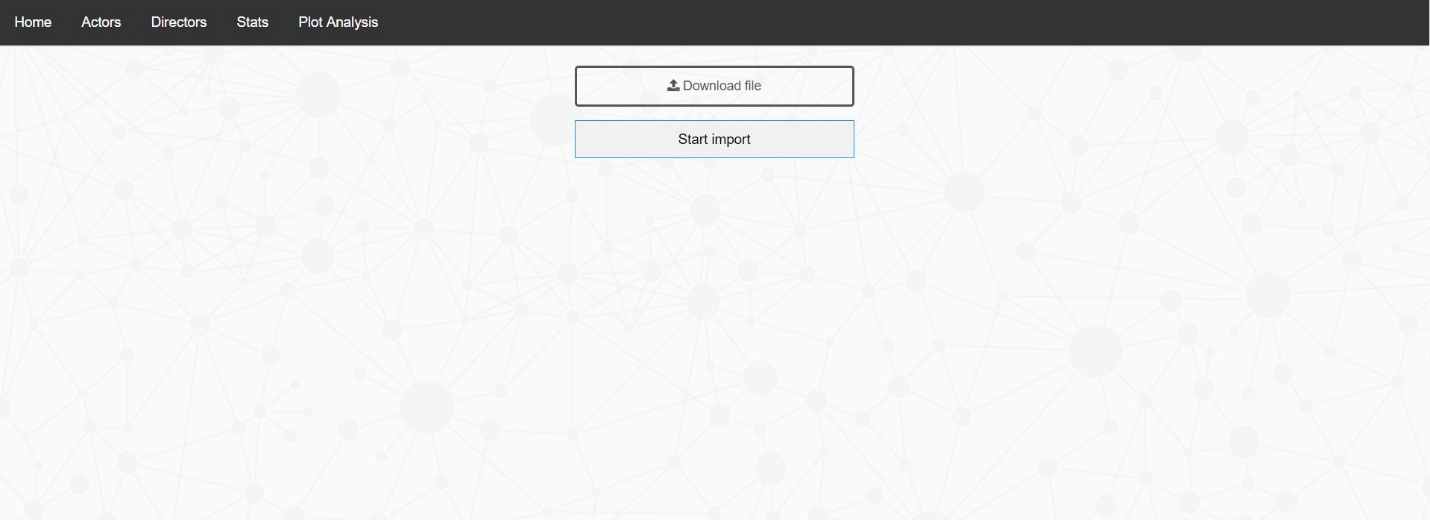 Home Actors Directors Stats Plot Analysis
Download file
Start import